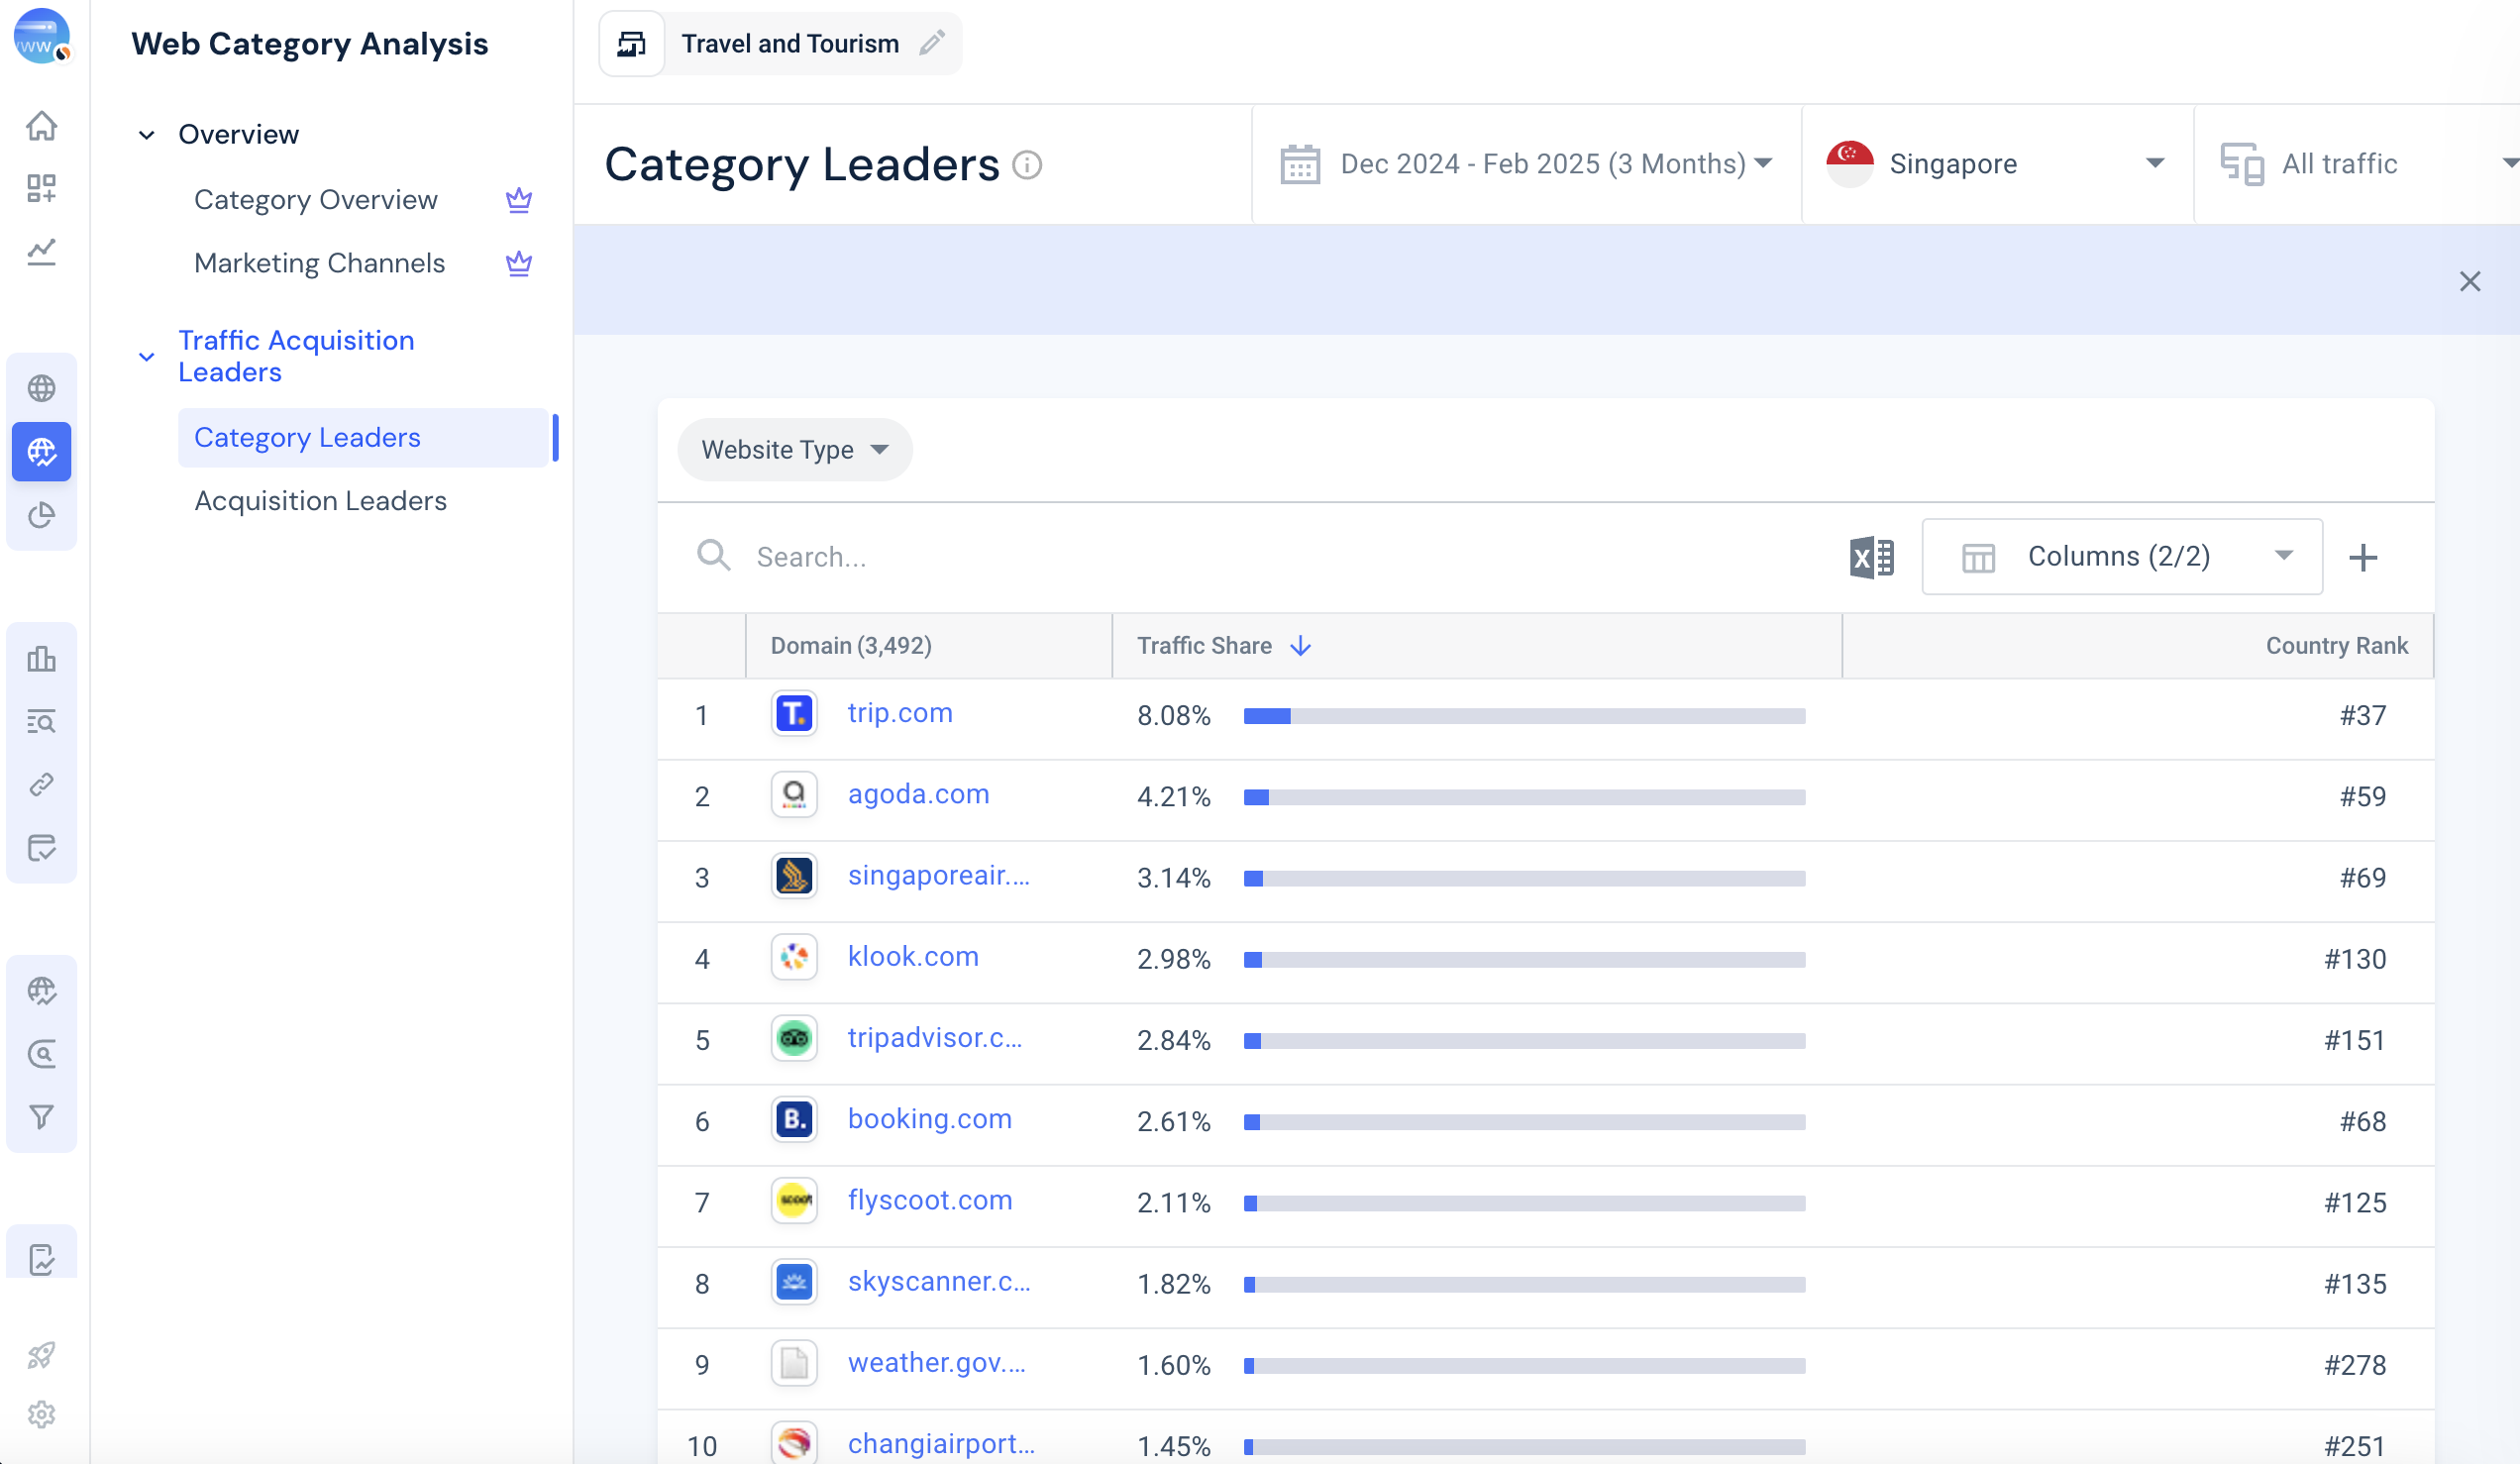 Web Category Analysis
Overview
Category Overview
Marketing Channels
Traffic Acquisition
Leaders
Category Leaders
Acquisition Leaders
Travel and Tourism
Category Leaders
Dec 2024 - Feb 2025 (3 Months)
Singapore
All traffic
Website Type
Search...
Columns (2/2)
Domain (3,492) Traffic Share Country Rank
1 trip.com 8.08% #37
2 agoda.com 4.21% #59
3 singaporeair.... 3.14% #69
4 klook.com 2.98% #130
5 tripadvisor.c... 2.84% #151
6 B. booking.com 2.61% #68
7 scoot flyscoot.com 2.11% #125
8 skyscanner.c... 1.82% #135
9 weather.gov.... 1.60% #278
10 changiairport... 1.45% #251